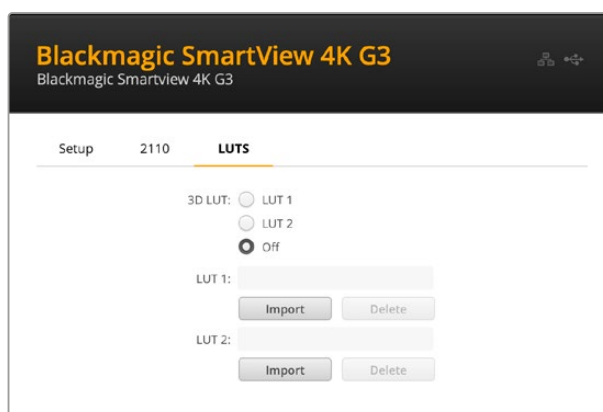 Blackmagic SmartView 4K G3
Blackmagic Smartview 4K G3
Setup 2110 LUTS
3D LUT: LUT 1
LUT 2
Off
LUT 1:
Import Delete
LUT 2:
Import Delete